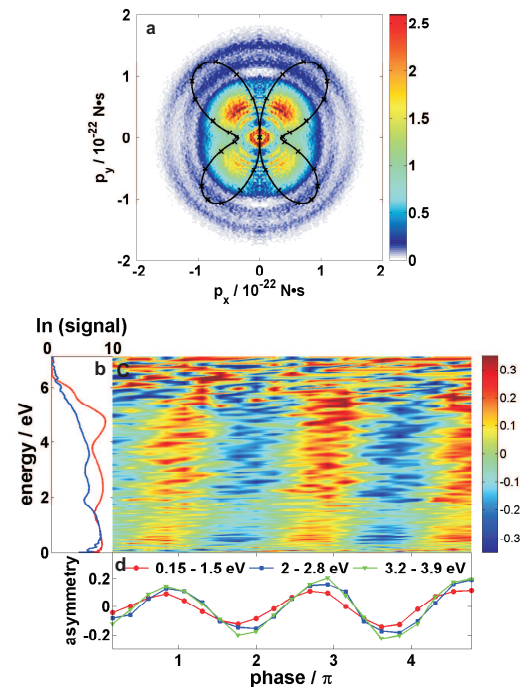 a
2
1
0
-1
-2
p_y / 10^-22 N•s
-2 -1 0 1 2
p_x / 10^-22 N•s
2.5
2
1.5
1
0.5
0
ln (signal)
0 10
b C
6
4
2
0
energy / eV
0.3
0.2
0.1
0
-0.1
-0.2
-0.3
d 0.15 - 1.5 eV 2 - 2.8 eV 3.2 - 3.9 eV
0.2
0
-0.2
asymmetry
1 2 3 4
phase / π